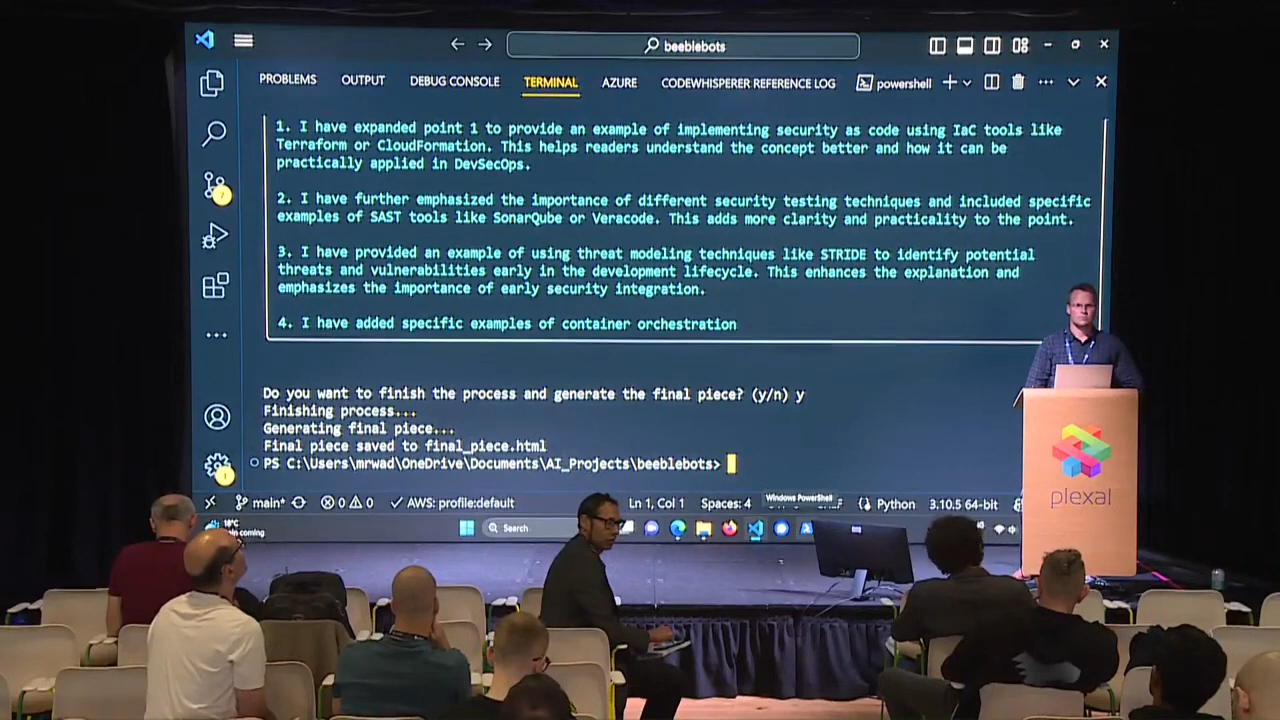 beeblebots
PROBLEMS OUTPUT DEBUG CONSOLE TERMINAL AZURE CODEWHISPERER REFERENCE LOG powershell
1. I have expanded point 1 to provide an example of implementing security as code using IaC tools like
Terraform or CloudFormation. This helps readers understand the concept better and how it can be
practically applied in DevSecOps.
2. I have further emphasized the importance of different security testing techniques and included specific
examples of SAST tools like SonarQube or Veracode. This adds more clarity and practicality to the point.
3. I have provided an example of using threat modeling techniques like STRIDE to identify potential
threats and vulnerabilities early in the development lifecycle. This enhances the explanation and
emphasizes the importance of early security integration.
4. I have added specific examples of container orchestration
Do you want to finish the process and generate the final piece? (y/n) y
Finishing process...
Generating final piece...
Final piece saved to final_piece.html
PS C:\Users\mrwad\OneDrive\Documents\AI_Projects\beeblebots>
main* 0 0 AWS: profile:default Ln 1, Col 1 Spaces: 4 Windows PowerShell Python 3.10.5 64-bit
18°C
coming
Search
plexal